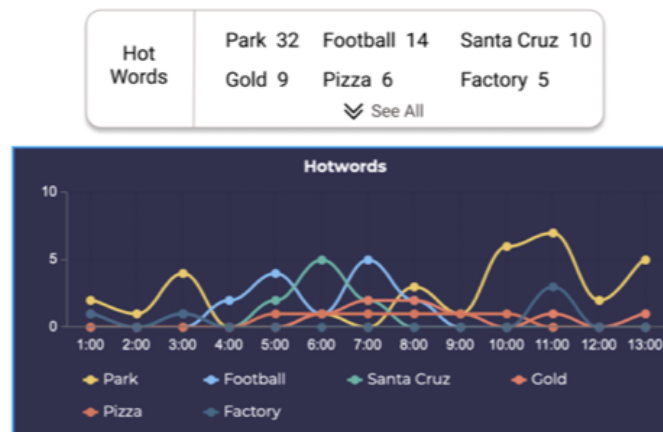 Hot
Words
Park 32 Football 14 Santa Cruz 10
Gold 9 Pizza 6 Factory 5
See All
Hotwords
10
5
0
1:00 2:00 3:00 4:00 5:00 6:00 7:00 8:00 9:00 10:00 11:00 12:00 13:00
Park Football Santa Cruz Gold
Pizza Factory